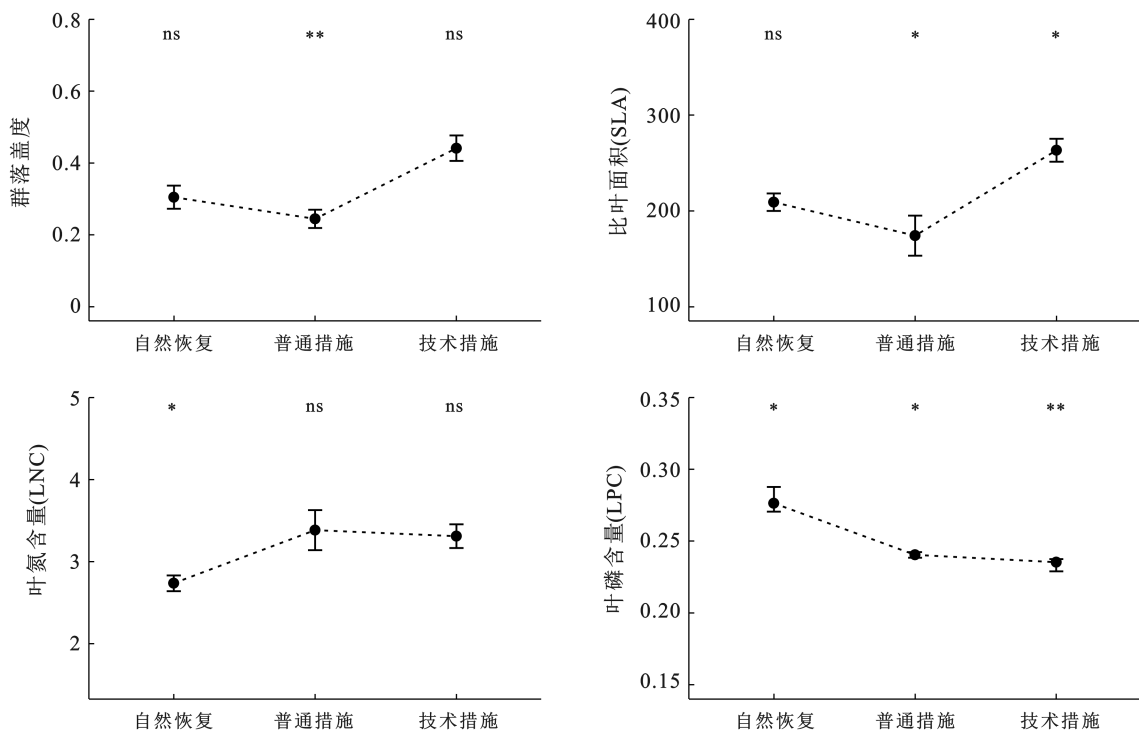 0.8
ns
**
ns
0.6
0.4
0.2
0
群落盖度
自然恢复 普通措施 技术措施
400
ns
*
*
300
200
100
比叶面积(SLA)
自然恢复 普通措施 技术措施
5
*
ns
ns
4
3
2
叶氮含量(LNC)
自然恢复 普通措施 技术措施
0.35
*
*
**
0.30
0.25
0.20
0.15
叶磷含量(LPC)
自然恢复 普通措施 技术措施